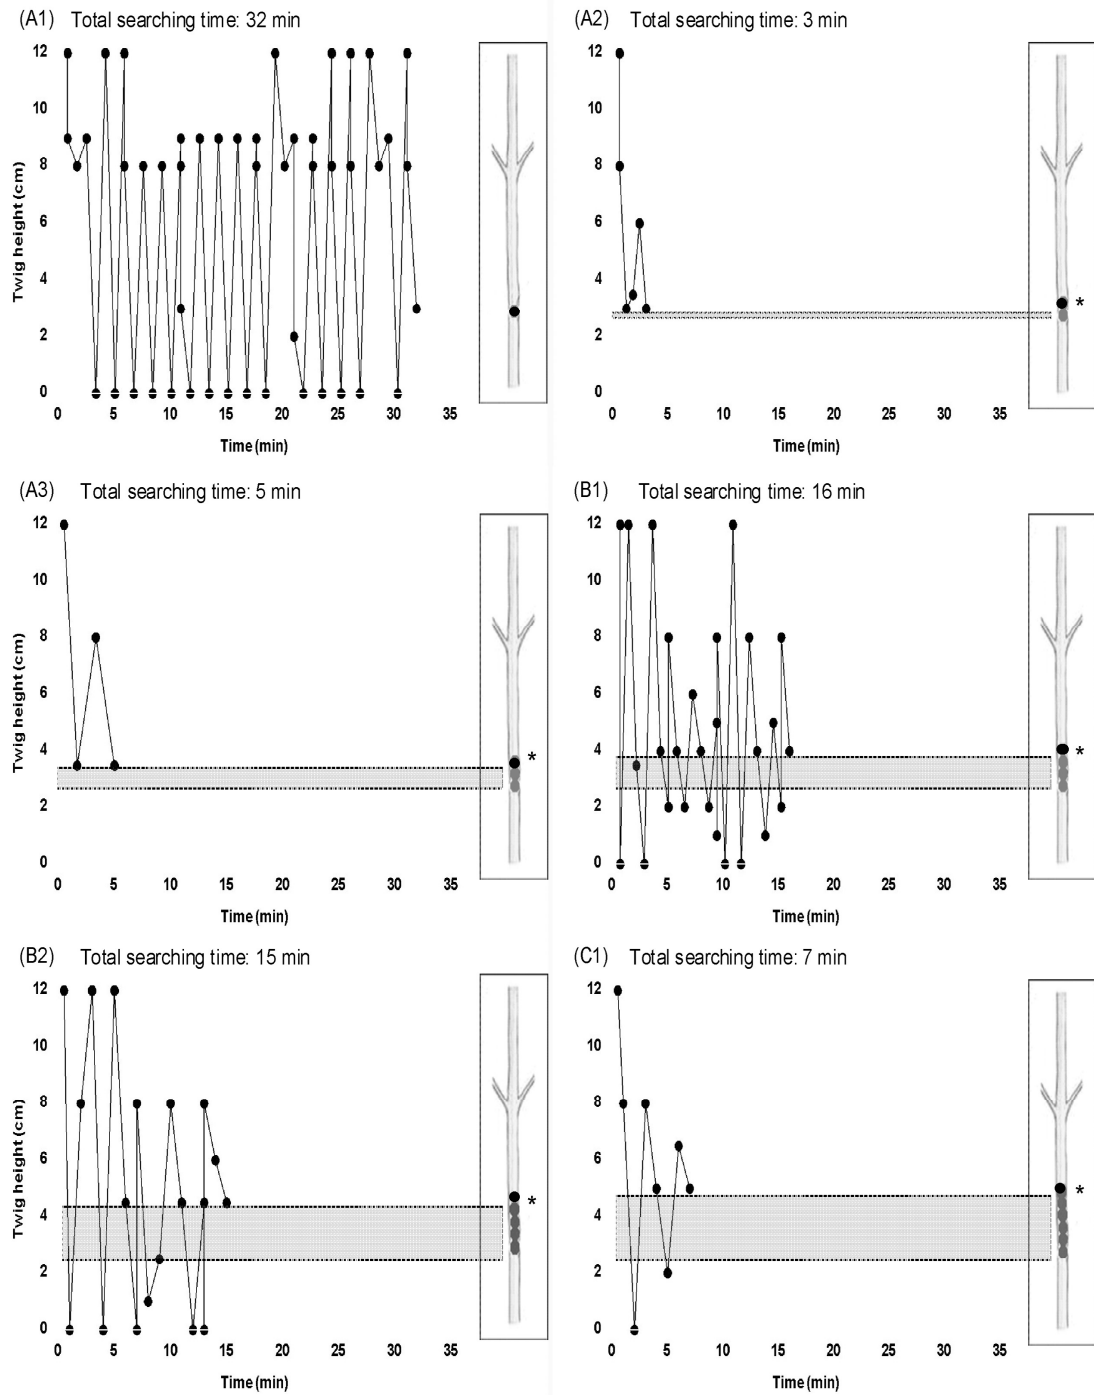 (A1) Total searching time: 32 min
Twig height (cm)
12
10
8
6
4
2
0
0 5 10 15 20 25 30 35
Time (min)
(A2) Total searching time: 3 min
12
10
8
6
4
2
0
*
0 5 10 15 20 25 30 35
Time (min)
(A3) Total searching time: 5 min
Twig height (cm)
12
10
8
6
4
2
0
*
0 5 10 15 20 25 30 35
Time (min)
(B1) Total searching time: 16 min
12
10
8
6
4
2
0
*
0 5 10 15 20 25 30 35
Time (min)
(B2) Total searching time: 15 min
Twig height (cm)
12
10
8
6
4
2
0
*
0 5 10 15 20 25 30 35
Time (min)
(C1) Total searching time: 7 min
12
10
8
6
4
2
0
*
0 5 10 15 20 25 30 35
Time (min)